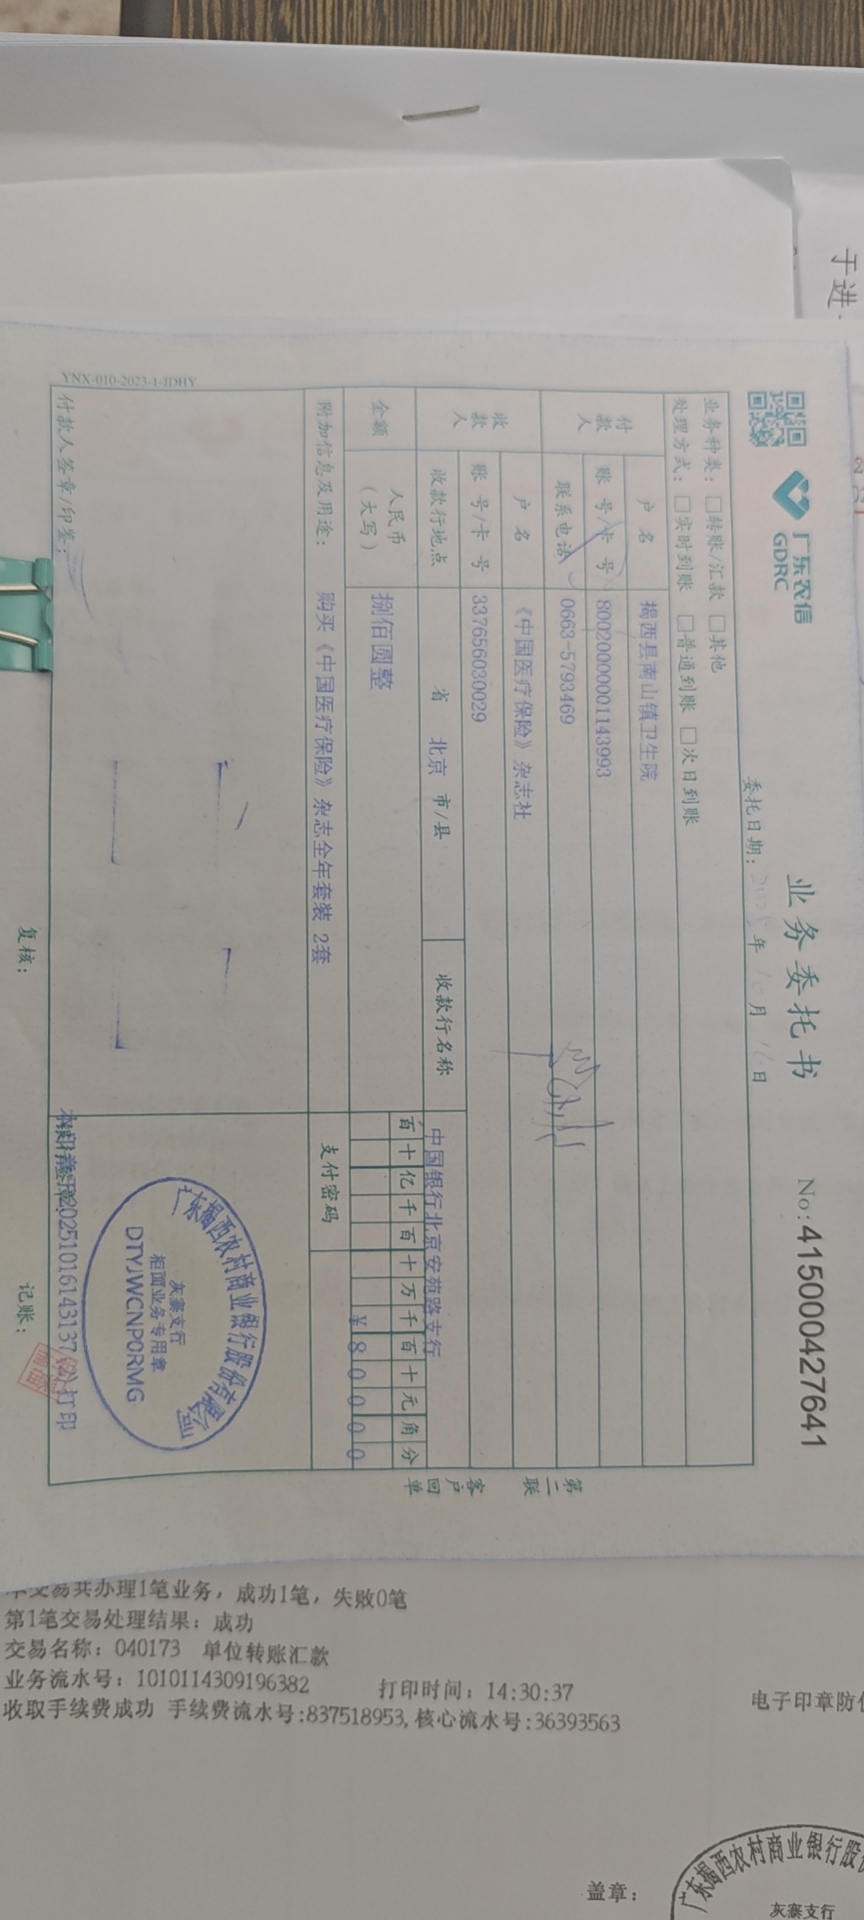 于进
广东农信
GDRC
业务委托书
No:415000427641
委托日期: 2025年10月16日
业务种类: □转账/汇款 □其他
处理方式: □实时到账 □普通到账 □次日到账
付款人
户 名 揭西县南山镇卫生院
账 号/卡 号 80020000001143993
联系电话 0663-5793469
收款人
户 名 《中国医疗保险》杂志社
账 号/卡 号 337656030029
收款行地点 省 北京 市/县 收款行名称 中国银行北京安苑路支行
金额 人民币(大写) 捌佰圆整
百十亿千百十万千百十元角分
¥80000
附加信息及用途: 购买《中国医疗保险》杂志全年套装 2套
支付密码
付款人签章/印鉴:
广东揭西农村商业银行股份有限公司
灰寨支行
柜面业务专用章
DTYJWCNP0RMG
打印
复核: 记账:
YNX-010-2023-1-JDHY
第二联 客户回单
本交易共办理1笔业务，成功1笔，失败0笔
第1笔交易处理结果：成功
交易名称：040173 单位转账汇款
业务流水号：1010114309196382 打印时间：14:30:37
收取手续费成功 手续费流水号:837518953,核心流水号:36393563
电子印章防伪
盖章：
广东揭西农村商业银行股份
灰寨支行